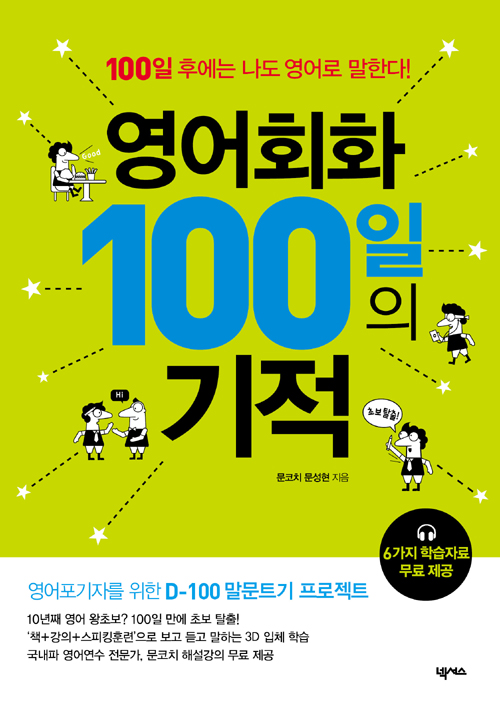 100일 후에는 나도 영어로 말한다!
Good
영어회화
100일의
기적
Hi
초보 탈출!
문코치 문성현 지음
6가지 학습자료
무료 제공
영어포기자를 위한 D-100 말문트기 프로젝트
10년째 영어 왕초보? 100일 만에 초보 탈출!
'책+강의+스피킹훈련'으로 보고 듣고 말하는 3D 입체 학습
국내파 영어연수 전문가, 문코치 해설강의 무료 제공
넥서스